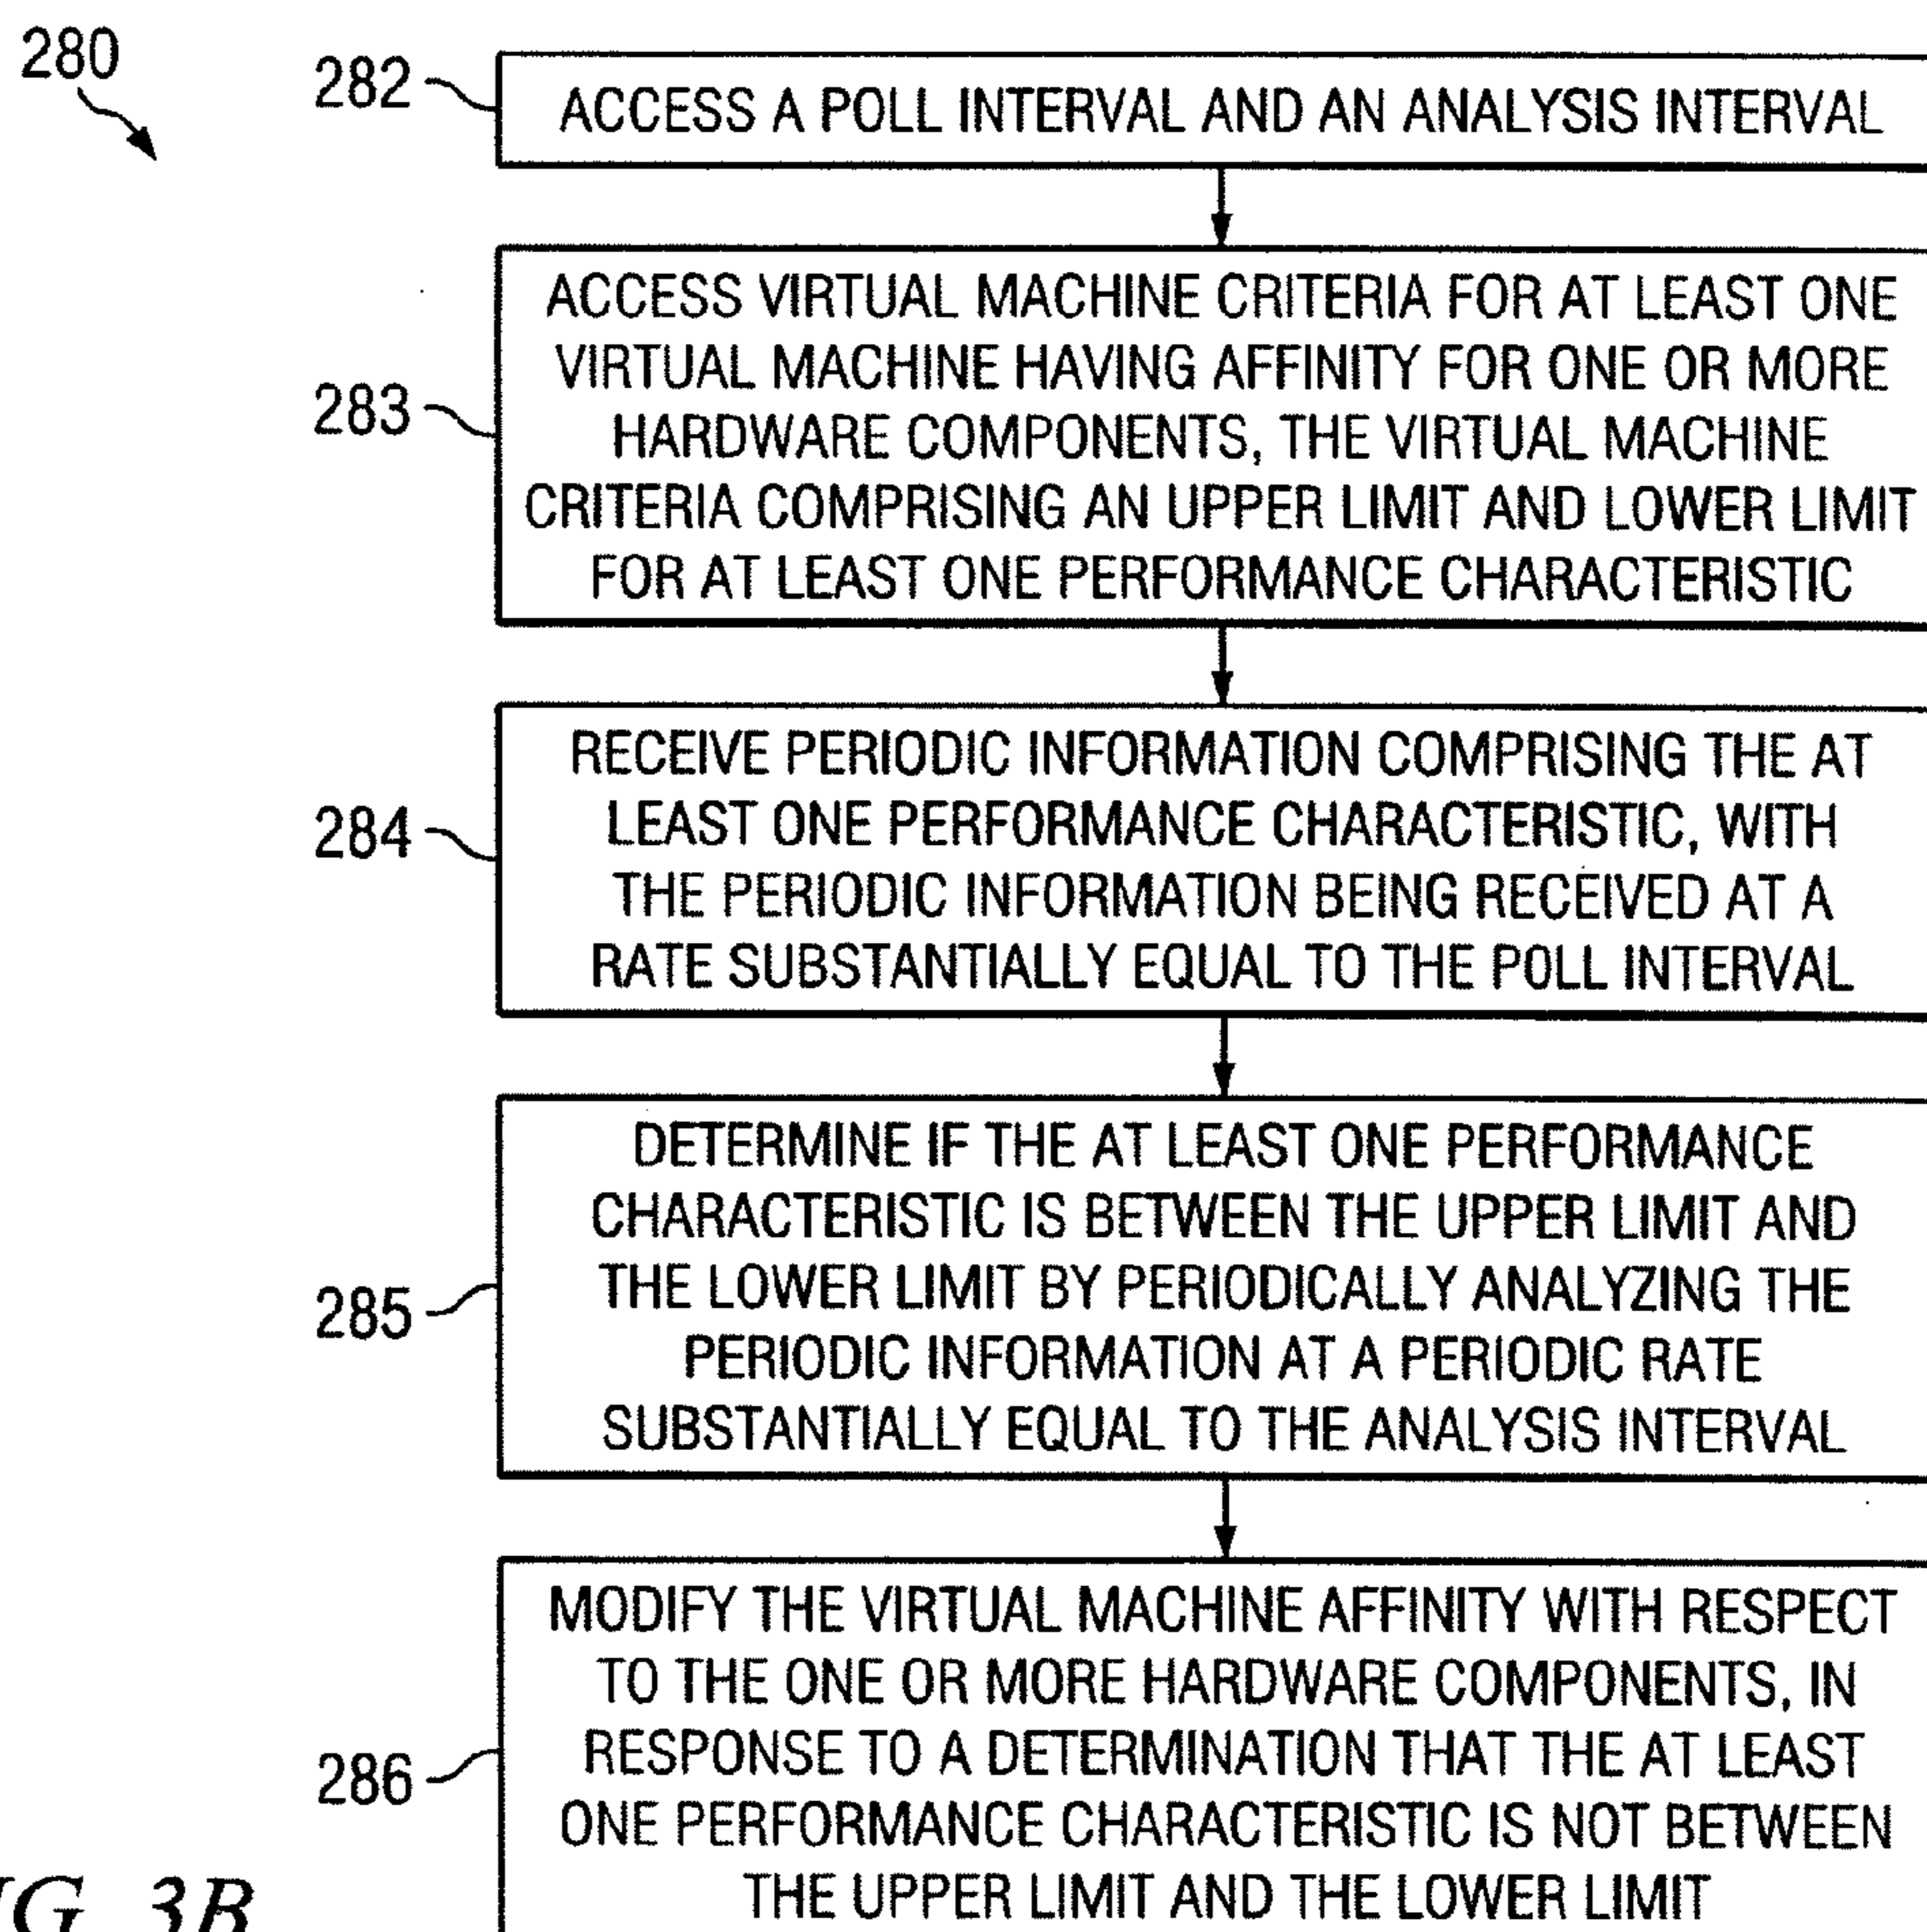 280
282
ACCESS A POLL INTERVAL AND AN ANALYSIS INTERVAL
283
ACCESS VIRTUAL MACHINE CRITERIA FOR AT LEAST ONE
VIRTUAL MACHINE HAVING AFFINITY FOR ONE OR MORE
HARDWARE COMPONENTS, THE VIRTUAL MACHINE
CRITERIA COMPRISING AN UPPER LIMIT AND LOWER LIMIT
FOR AT LEAST ONE PERFORMANCE CHARACTERISTIC
284
RECEIVE PERIODIC INFORMATION COMPRISING THE AT
LEAST ONE PERFORMANCE CHARACTERISTIC, WITH
THE PERIODIC INFORMATION BEING RECEIVED AT A
RATE SUBSTANTIALLY EQUAL TO THE POLL INTERVAL
285
DETERMINE IF THE AT LEAST ONE PERFORMANCE
CHARACTERISTIC IS BETWEEN THE UPPER LIMIT AND
THE LOWER LIMIT BY PERIODICALLY ANALYZING THE
PERIODIC INFORMATION AT A PERIODIC RATE
SUBSTANTIALLY EQUAL TO THE ANALYSIS INTERVAL
286
MODIFY THE VIRTUAL MACHINE AFFINITY WITH RESPECT
TO THE ONE OR MORE HARDWARE COMPONENTS, IN
RESPONSE TO A DETERMINATION THAT THE AT LEAST
ONE PERFORMANCE CHARACTERISTIC IS NOT BETWEEN
THE UPPER LIMIT AND THE LOWER LIMIT
3B